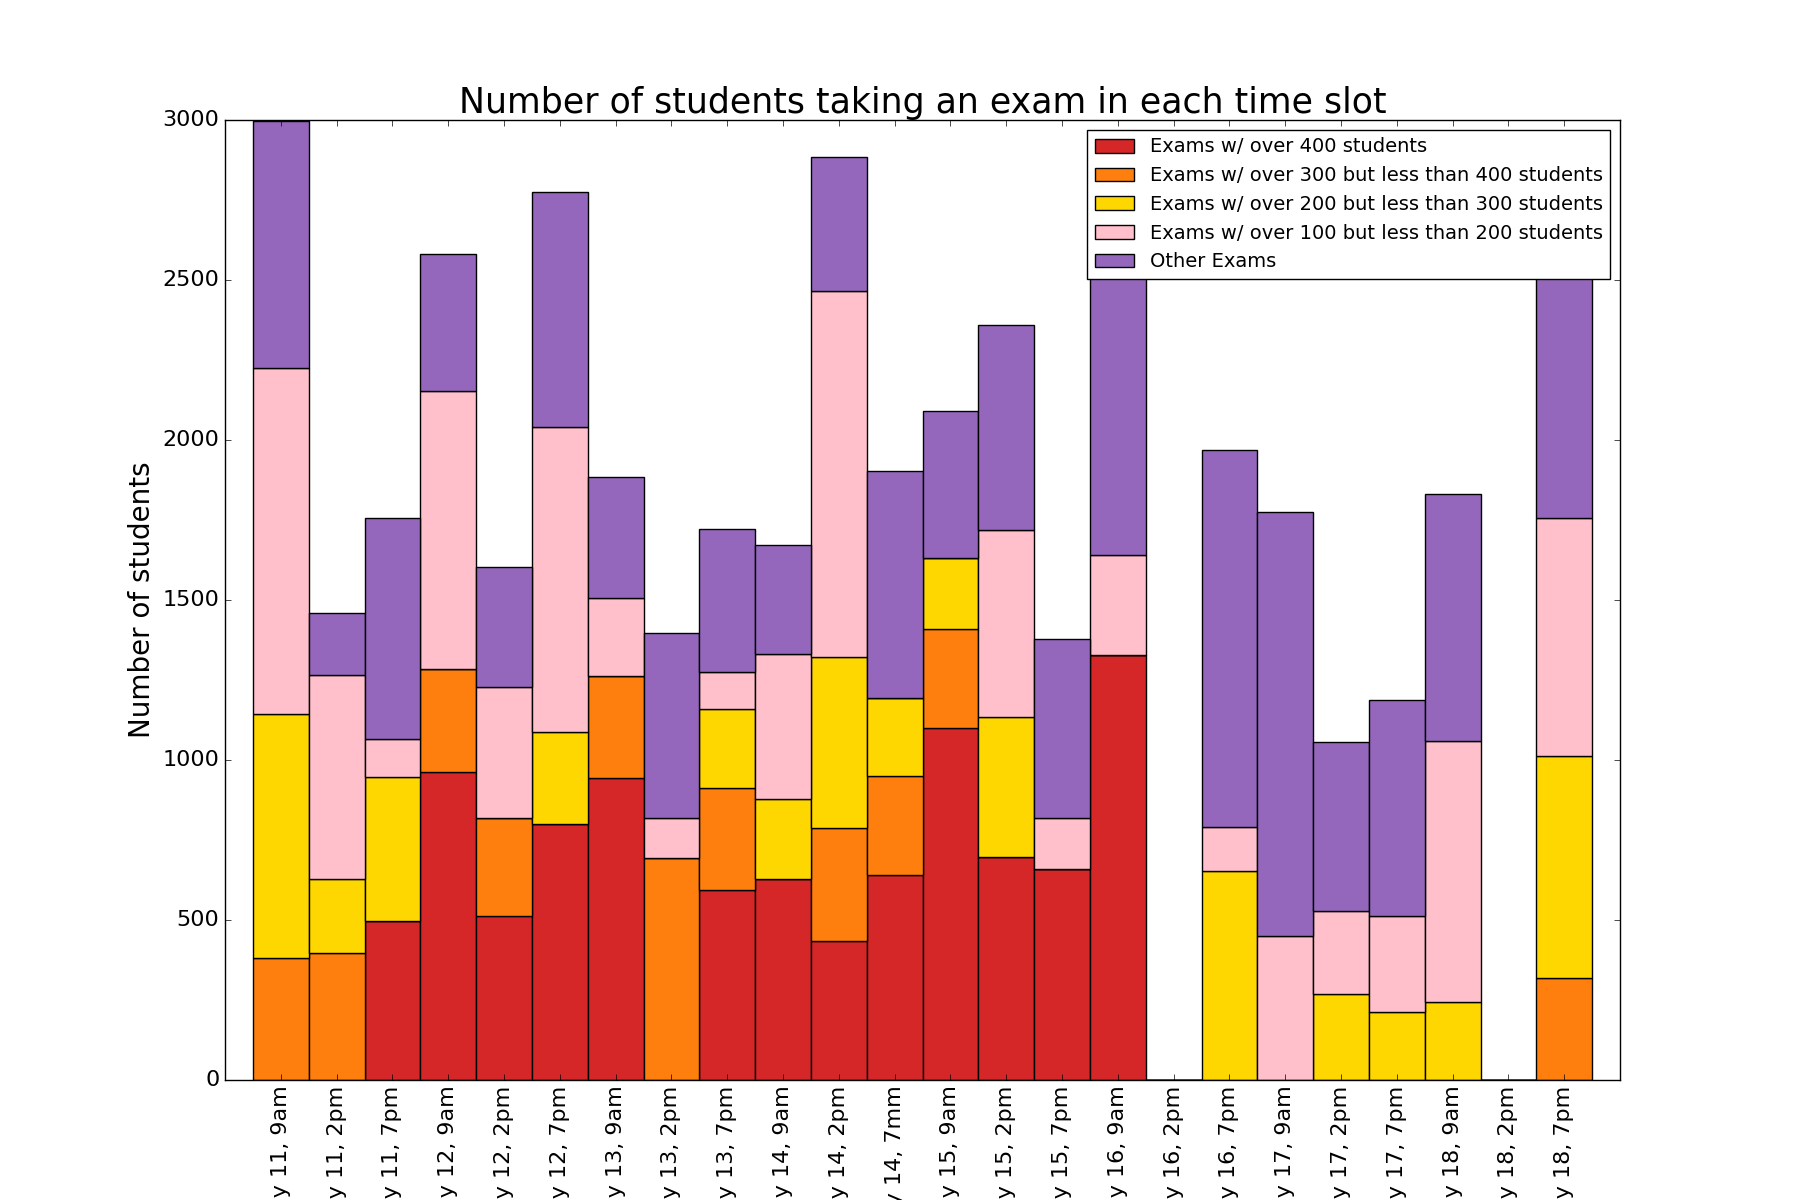 Number of students taking an exam in each time slot
Exams w/ over 400 students
Exams w/ over 300 but less than 400 students
Exams w/ over 200 but less than 300 students
Exams w/ over 100 but less than 200 students
Other Exams
Number of students
3000
2500
2000
1500
1000
500
0
y 11, 9am
y 11, 2pm
y 11, 7pm
y 12, 9am
y 12, 2pm
y 12, 7pm
y 13, 9am
y 13, 2pm
y 13, 7pm
y 14, 9am
y 14, 2pm
y 14, 7mm
y 15, 9am
y 15, 2pm
y 15, 7pm
y 16, 9am
y 16, 2pm
y 16, 7pm
y 17, 9am
y 17, 2pm
y 17, 7pm
y 18, 9am
y 18, 2pm
y 18, 7pm